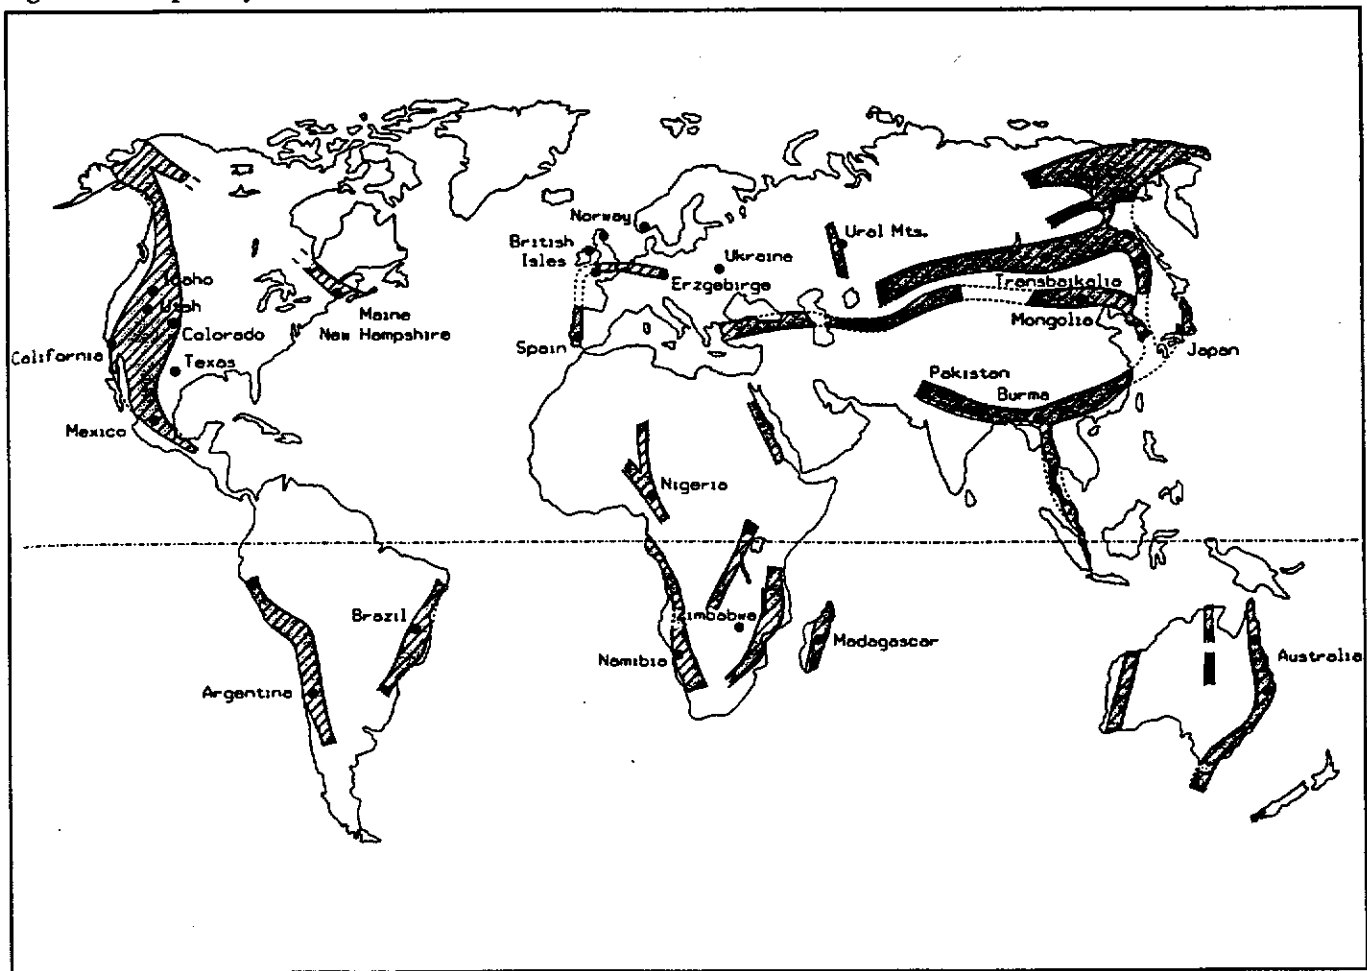 Norway
British
Isles
Ural Mts.
Ukraine
Erzgebirge
Idaho
Utah
Maine
New Hampshire
Colorado
California
Texas
Spain
Transbaikalia
Mongolia
Japan
Pakistan
Burma
Mexico
Nigeria
Brazil
Zimbabwe
Madagascar
Namibia
Australia
Argentina